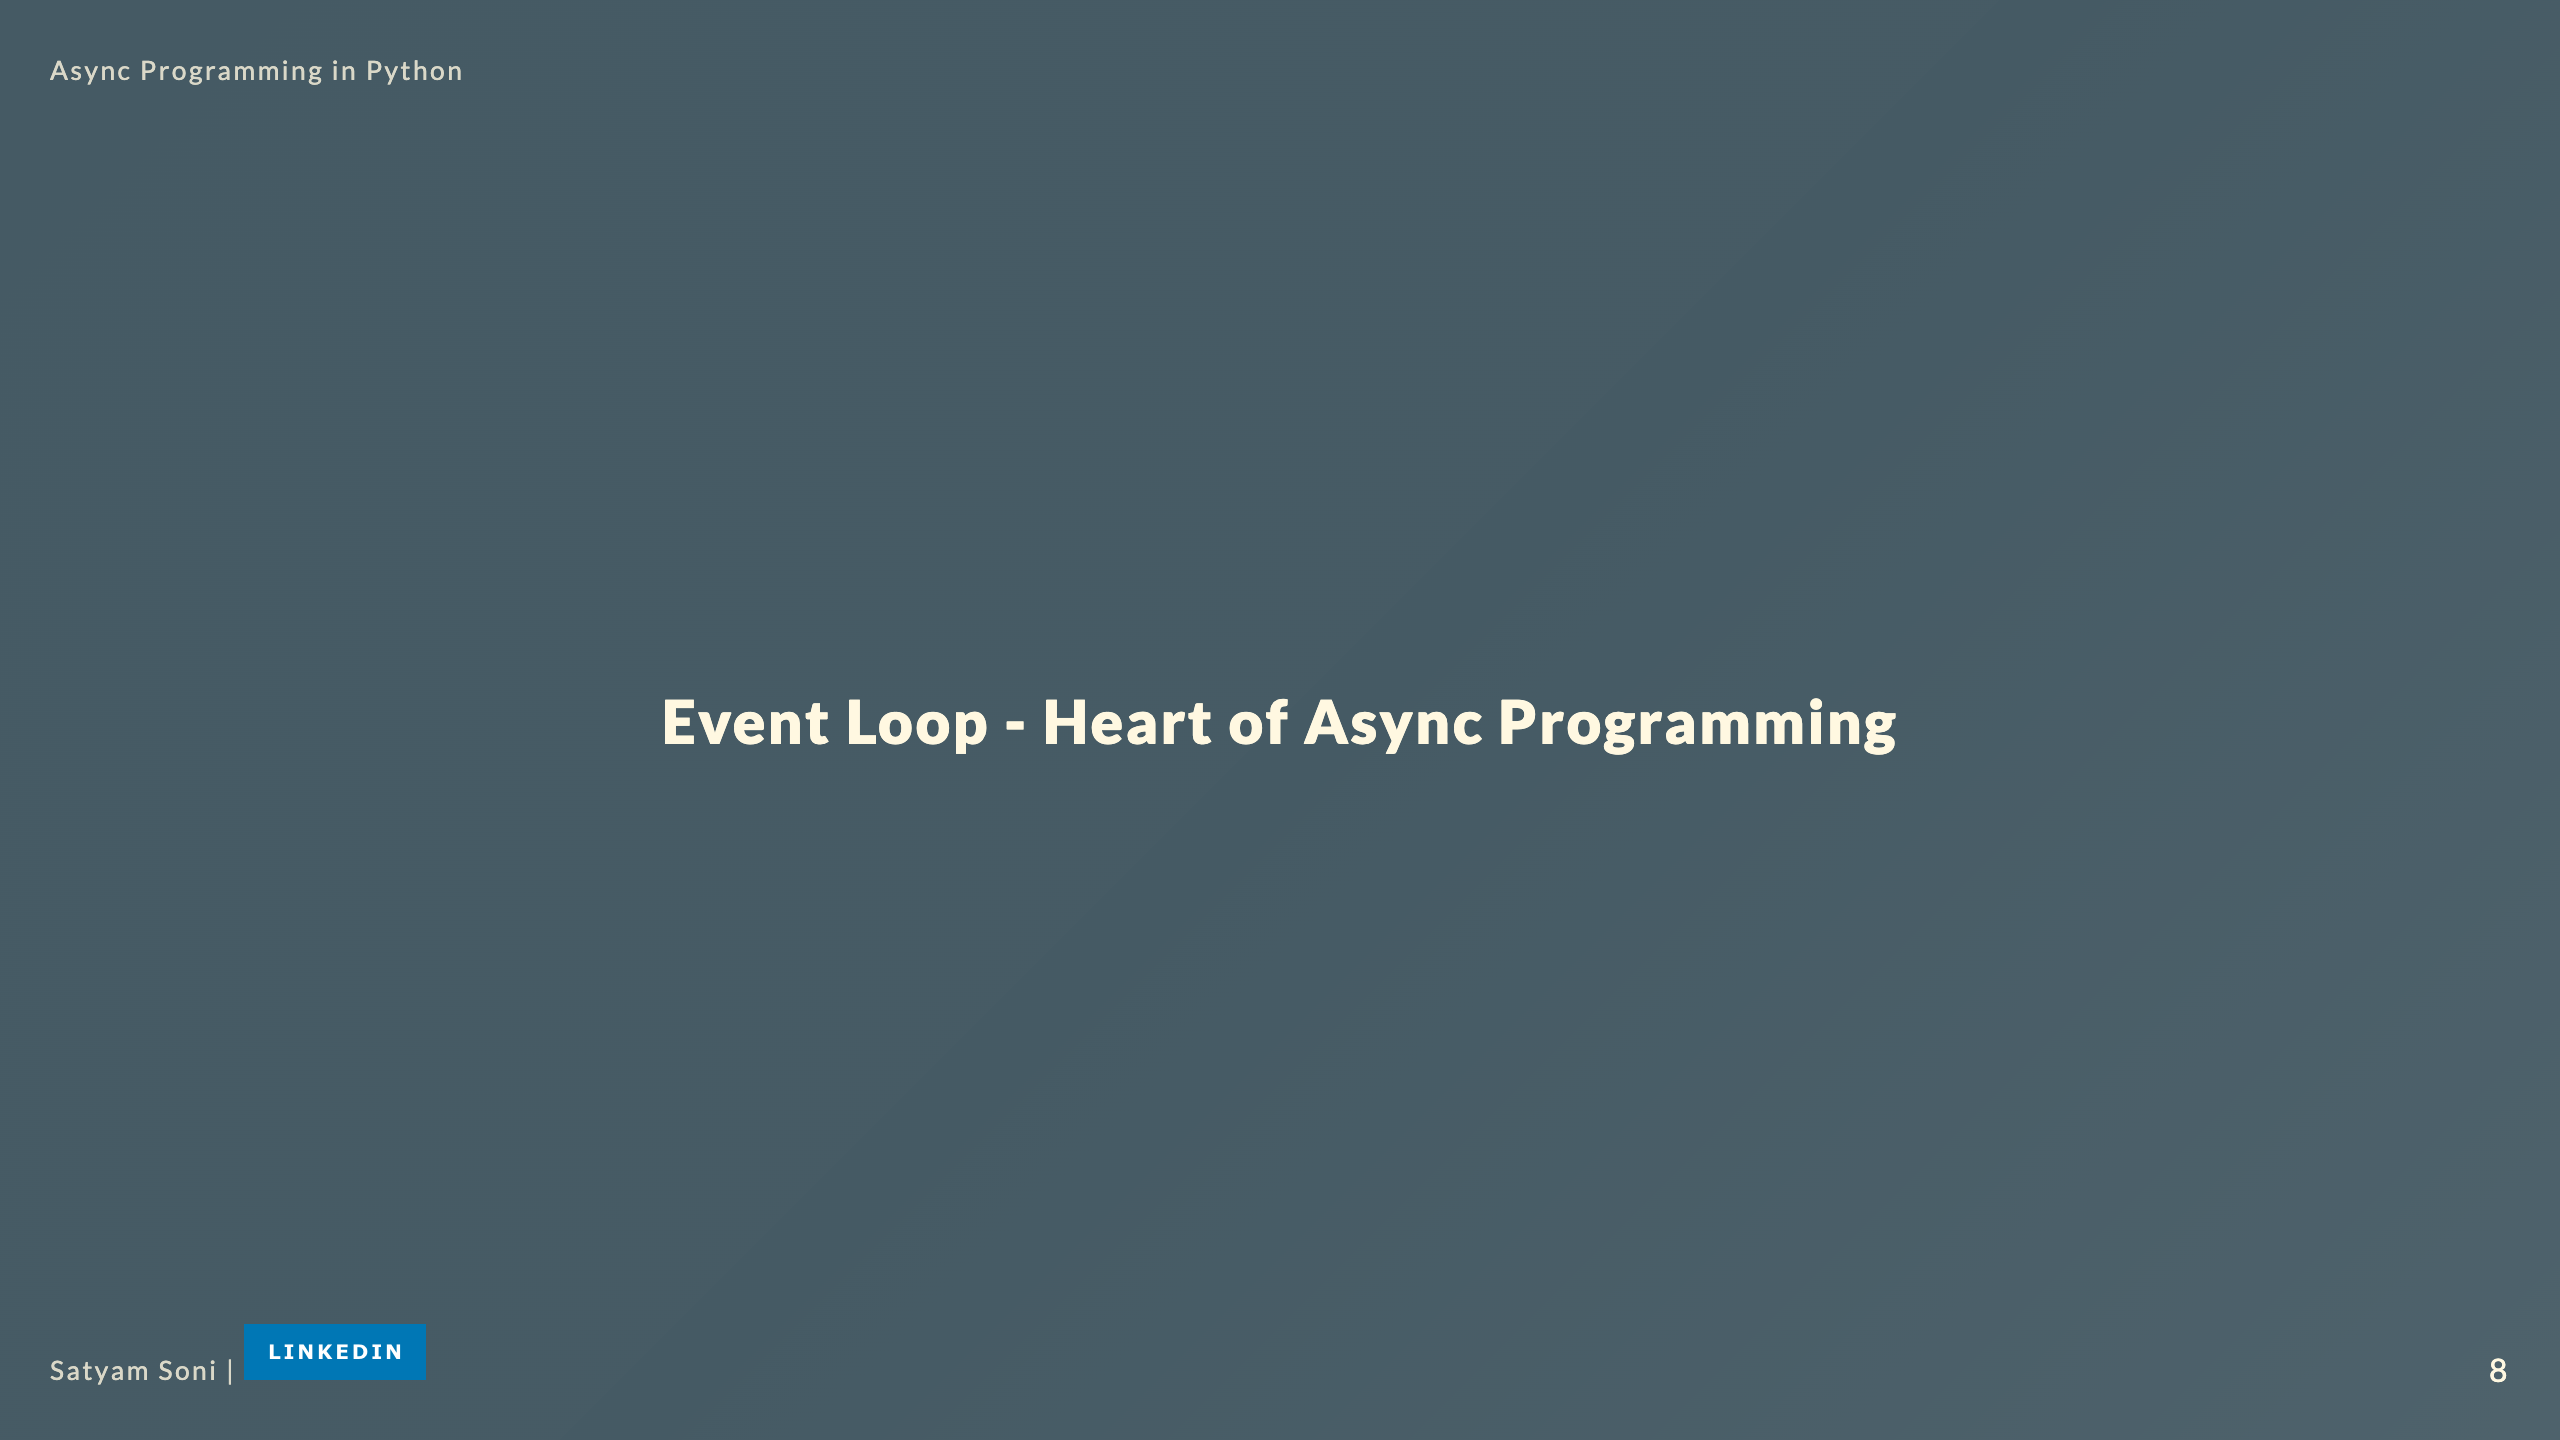 Async Programming in Python
Event Loop - Heart of Async Programming
Satyam Soni | LINKEDIN
8